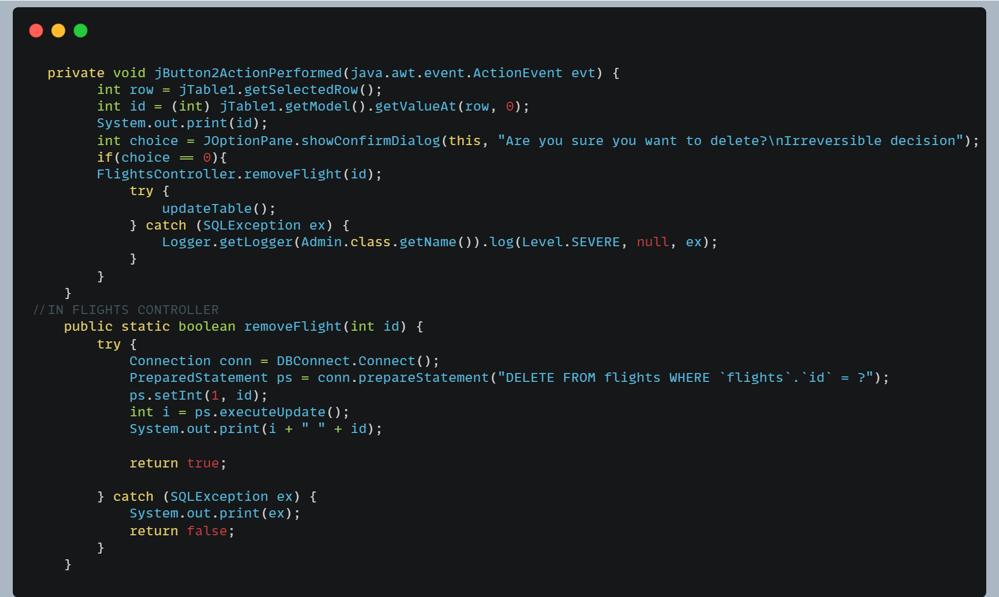 private void jButton2ActionPerformed(java.awt.event.ActionEvent evt) {
int row = jTable1.getSelectedRow();
int id = (int) jTable1.getModel().getValueAt(row, 0);
System.out.print(id);
int choice = JOptionPane.showConfirmDialog(this, "Are you sure you want to delete?\nIrreversible decision");
if(choice == 0){
FlightsController.removeFlight(id);
try {
updateTable();
} catch (SQLException ex) {
Logger.getLogger(Admin.class.getName()).log(Level.SEVERE, null, ex);
}
}
}
//IN FLIGHTS CONTROLLER
public static boolean removeFlight(int id) {
try {
Connection conn = DBConnect.Connect();
PreparedStatement ps = conn.prepareStatement("DELETE FROM flights WHERE `flights`.`id` = ?");
ps.setInt(1, id);
int i = ps.executeUpdate();
System.out.print(i + " " + id);
return true;
} catch (SQLException ex) {
System.out.print(ex);
return false;
}
}